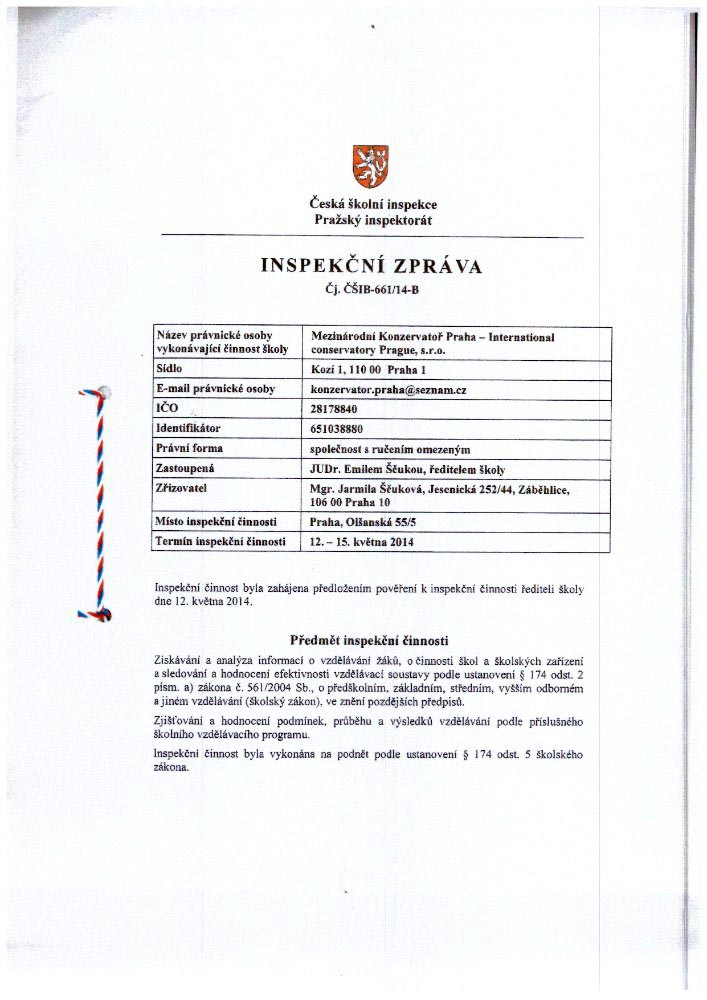 Česká školní inspekce
Pražský inspektorát
INSPEKČNÍ ZPRÁVA
Čj. ČŠIB-661/14-B
Název právnické osoby vykonávající činnost školy Mezinárodní Konzervatoř Praha – International conservatory Prague, s.r.o.
Sídlo Kozí 1, 110 00 Praha 1
E-mail právnické osoby konzervator.praha@seznam.cz
IČO 28178840
Identifikátor 651038880
Právní forma společnost s ručením omezeným
Zastoupená JUDr. Emilem Ščukou, ředitelem školy
Zřizovatel Mgr. Jarmila Ščuková, Jesenická 252/44, Záběhlice, 106 00 Praha 10
Místo inspekční činnosti Praha, Olšanská 55/5
Termín inspekční činnosti 12. – 15. května 2014
Inspekční činnost byla zahájena předložením pověření k inspekční činnosti řediteli školy
dne 12. května 2014.
Předmět inspekční činnosti
Získávání a analýza informací o vzdělávání žáků, o činnosti škol a školských zařízení
a sledování a hodnocení efektivnosti vzdělávací soustavy podle ustanovení § 174 odst. 2
písm. a) zákona č. 561/2004 Sb., o předškolním, základním, středním, vyšším odborném
a jiném vzdělávání (školský zákon), ve znění pozdějších předpisů.
Zjišťování a hodnocení podmínek, průběhu a výsledků vzdělávání podle příslušného
školního vzdělávacího programu.
Inspekční činnost byla vykonána na podnět podle ustanovení § 174 odst. 5 školského
zákona.